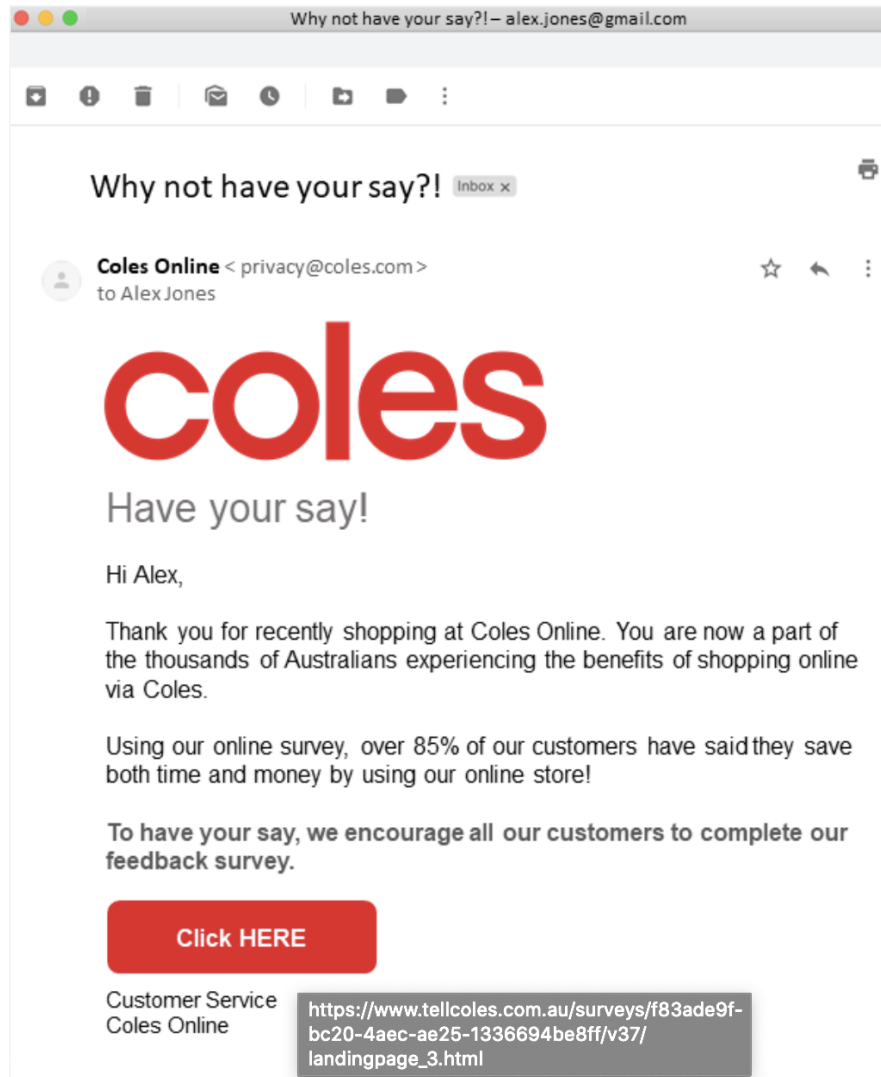 Why not have your say?! – alex.jones@gmail.com
Why not have your say?! Inbox x
Coles Online < privacy@coles.com >
to Alex Jones
coles
Have your say!
Hi Alex,
Thank you for recently shopping at Coles Online. You are now a part of
the thousands of Australians experiencing the benefits of shopping online
via Coles.
Using our online survey, over 85% of our customers have said they save
both time and money by using our online store!
To have your say, we encourage all our customers to complete our
feedback survey.
Click HERE
Customer Service
Coles Online
https://www.tellcoles.com.au/surveys/f83ade9f-
bc20-4aec-ae25-1336694be8ff/v37/
landingpage_3.html